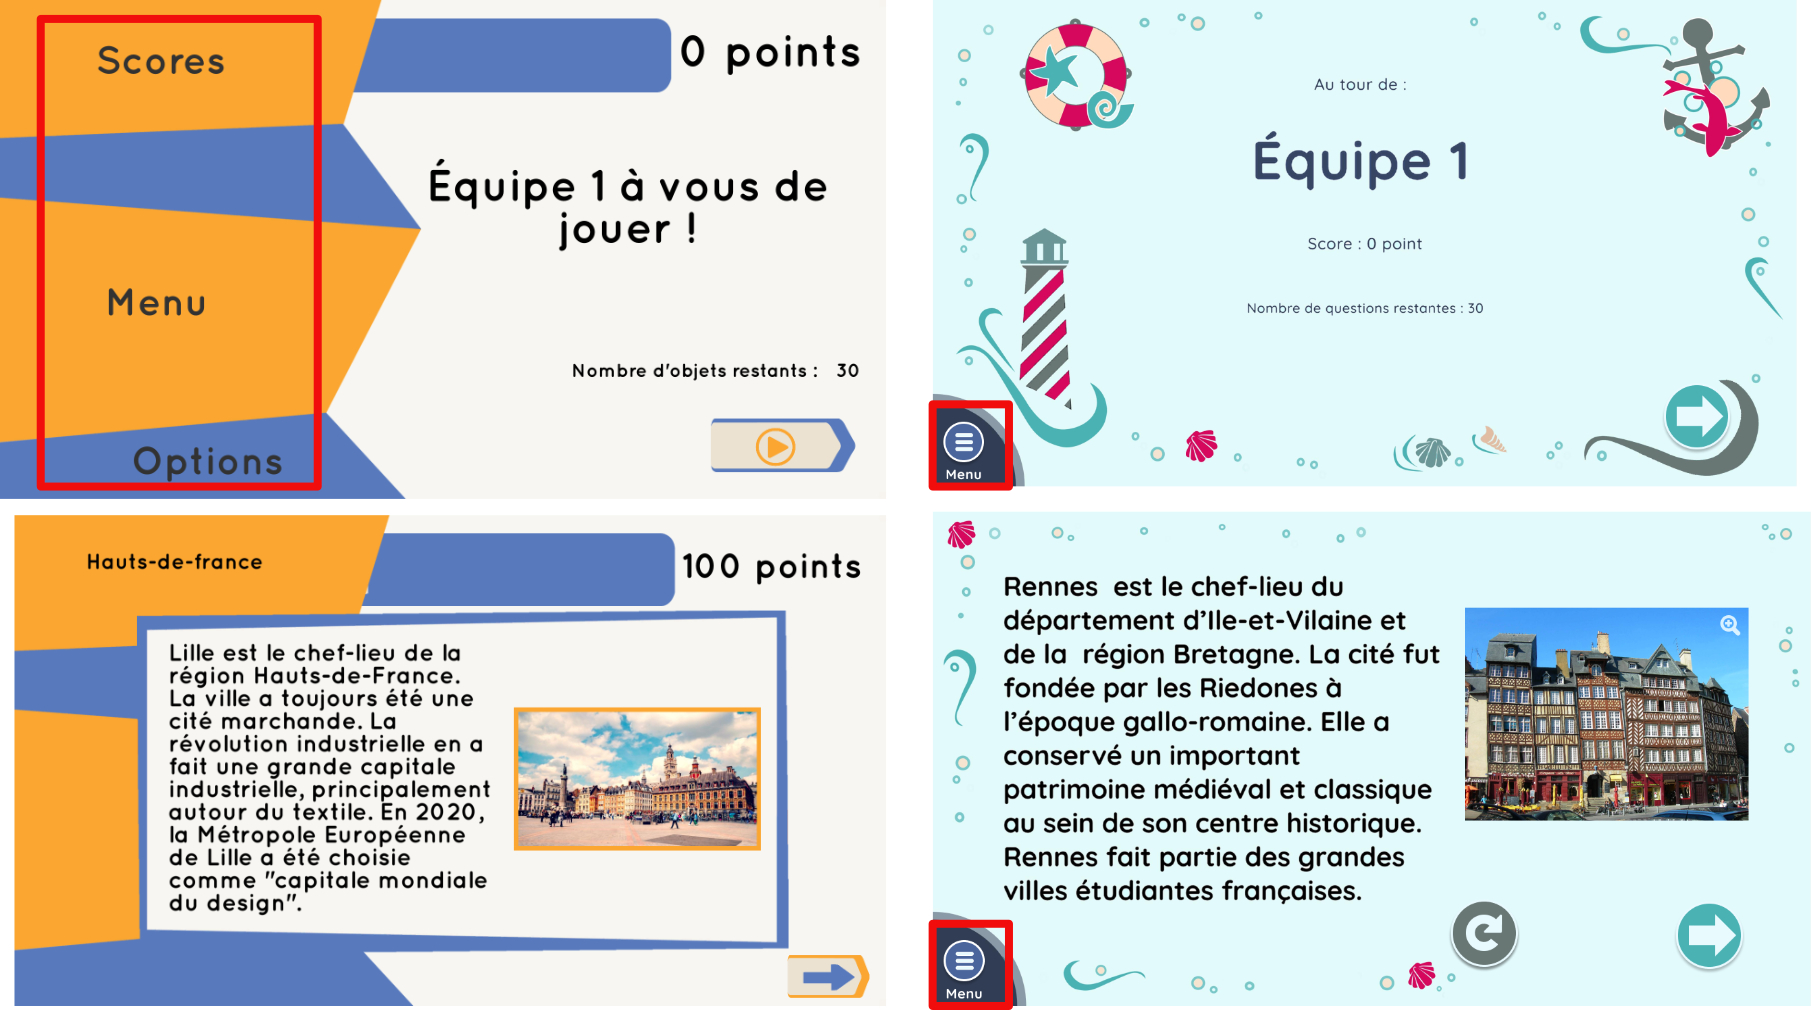 Scores
0 points
Équipe 1 à vous de
jouer !
Menu
Nombre d'objets restants : 30
Options
Au tour de :
Équipe 1
Score : 0 point
Nombre de questions restantes : 30
Menu
Hauts-de-france
100 points
Lille est le chef-lieu de la
région Hauts-de-France.
La ville a toujours été une
cité marchande. La
révolution industrielle en a
fait une grande capitale
industrielle, principalement
autour du textile. En 2020,
la Métropole Européenne
de Lille a été choisie
comme "capitale mondiale
du design".
Rennes est le chef-lieu du
département d'Ile-et-Vilaine et
de la région Bretagne. La cité fut
fondée par les Riedones à
l'époque gallo-romaine. Elle a
conservé un important
patrimoine médiéval et classique
au sein de son centre historique.
Rennes fait partie des grandes
villes étudiantes françaises.
Menu